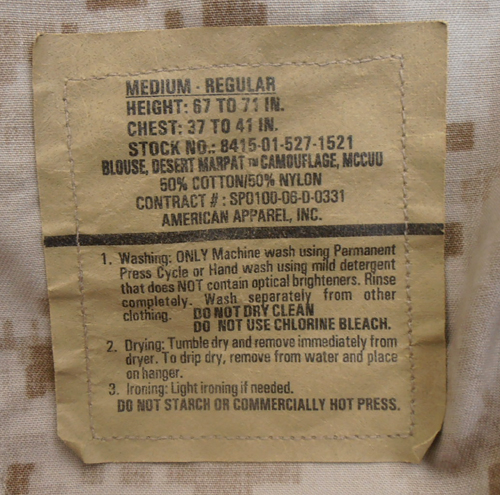 MEDIUM - REGULAR
HEIGHT: 67 TO 71 IN.
CHEST: 37 TO 41 IN.
STOCK NO.: 8415-01-527-1521
BLOUSE, DESERT MARPAT ™ CAMOUFLAGE, MCCUU
50% COTTON/50% NYLON
CONTRACT # : SP0100-06-D-0331
AMERICAN APPAREL, INC.
1. Washing: ONLY Machine wash using Permanent
Press Cycle or Hand wash using mild detergent
that does NOT contain optical brighteners. Rinse
completely. Wash separately from other
clothing. DO NOT DRY CLEAN
DO NOT USE CHLORINE BLEACH.
2. Drying: Tumble dry and remove immediately from
dryer. To drip dry, remove from water and place
on hanger.
3. Ironing: Light ironing if needed.
DO NOT STARCH OR COMMERCIALLY HOT PRESS.